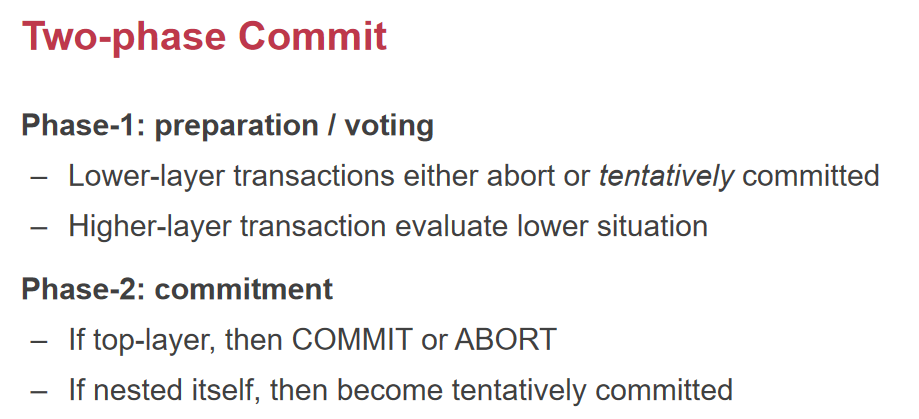 Two-phase Commit
Phase-1: preparation / voting
– Lower-layer transactions either abort or tentatively committed
– Higher-layer transaction evaluate lower situation
Phase-2: commitment
– If top-layer, then COMMIT or ABORT
– If nested itself, then become tentatively committed